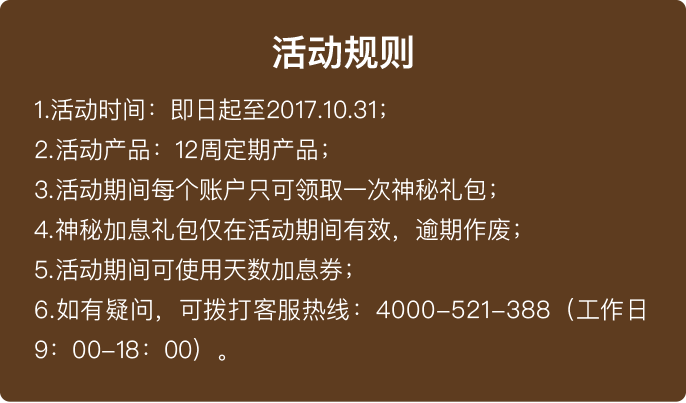 活动规则
1.活动时间：即日起至2017.10.31；
2.活动产品：12周定期产品；
3.活动期间每个账户只可领取一次神秘礼包；
4.神秘加息礼包仅在活动期间有效，逾期作废；
5.活动期间可使用天数加息券；
6.如有疑问，可拨打客服热线：4000-521-388（工作日
9：00-18：00）。